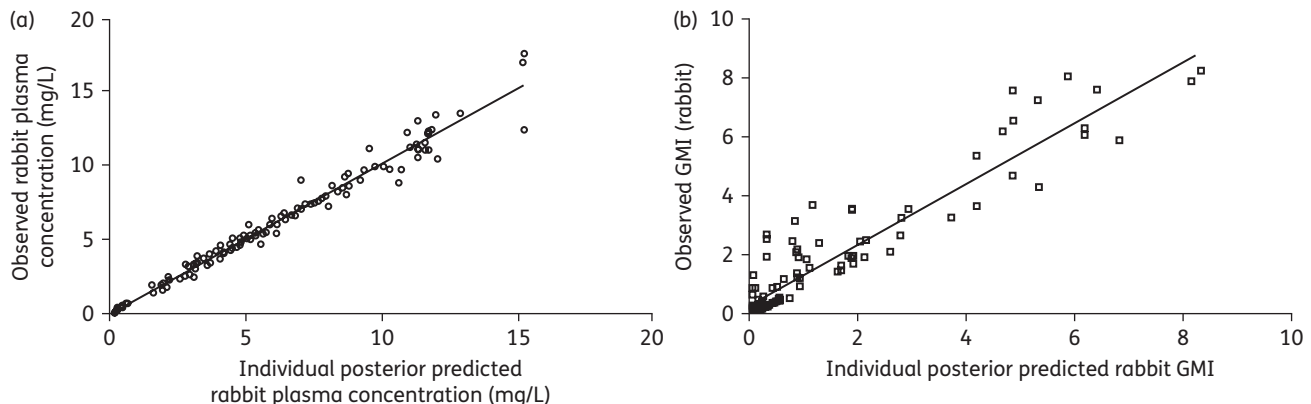 (a)
20
15
10
5
0
Observed rabbit plasma
concentration (mg/L)
0
5
10
15
20
Individual posterior predicted
rabbit plasma concentration (mg/L)
(b)
10
8
6
4
2
0
Observed GMI (rabbit)
0
2
4
6
8
10
Individual posterior predicted rabbit GMI